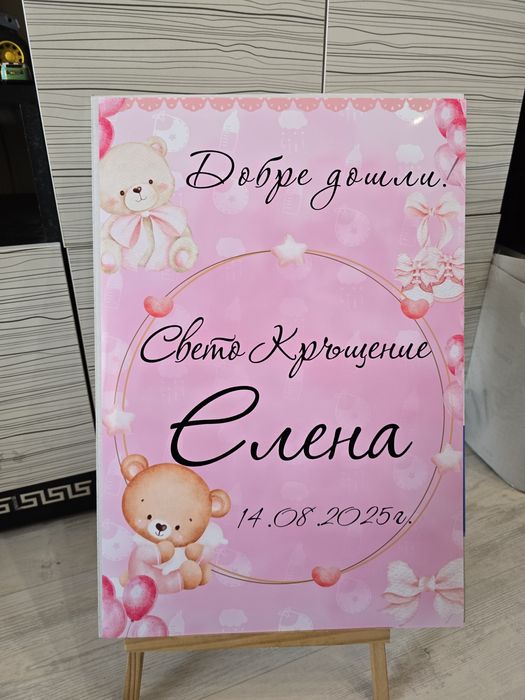 Добре дошли!
Свето Кръщение
Елена
14.08.2025г.